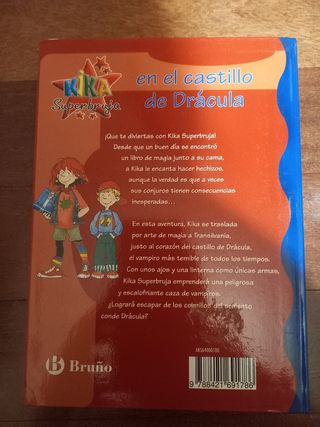 KIKA
Superbruja
en el castillo
de Drácula
¡Que te diviertas con Kika Superbruja!
Desde que un buen día se encontró
un libro de magia junto a su cama,
a Kika le encanta hacer hechizos,
aunque la verdad es que a veces
sus conjuros tienen consecuencias
inesperadas...
En esta aventura, Kika se traslada
por arte de magia a Transilvania,
justo al corazón del castillo de Drácula,
el vampiro más temible de todos los tiempos.
Con unos ajos y una linterna como únicas armas,
Kika Superbruja emprenderá una peligrosa
y escalofriante caza de vampiros.
¿Logrará escapar de los colmillos del sediento
conde Drácula?
B Bruño
9 788421 691786